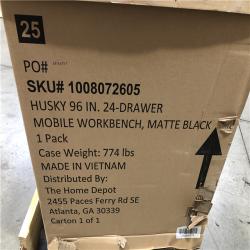 25
PO#
SKU# 1008072605
HUSKY 96 IN. 24-DRAWER
MOBILE WORKBENCH, MATTE BLACK
1 Pack
Case Weight: 774 lbs
MADE IN VIETNAM
Distributed By:
The Home Depot
2455 Paces Ferry Rd SE
Atlanta, GA 30339
Carton 1 of 1